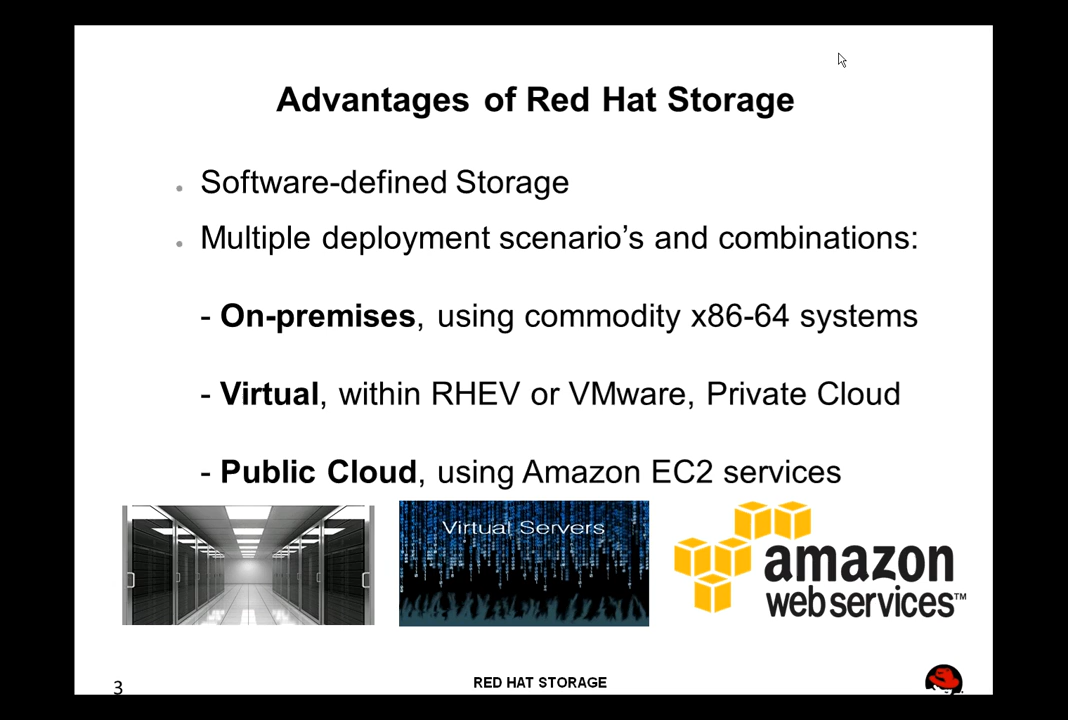 Advantages of Red Hat Storage
Software-defined Storage
Multiple deployment scenario’s and combinations:
- On-premises, using commodity x86-64 systems
- Virtual, within RHEV or VMware, Private Cloud
- Public Cloud, using Amazon EC2 services
Virtual Servers
amazon
web services™
3
RED HAT STORAGE